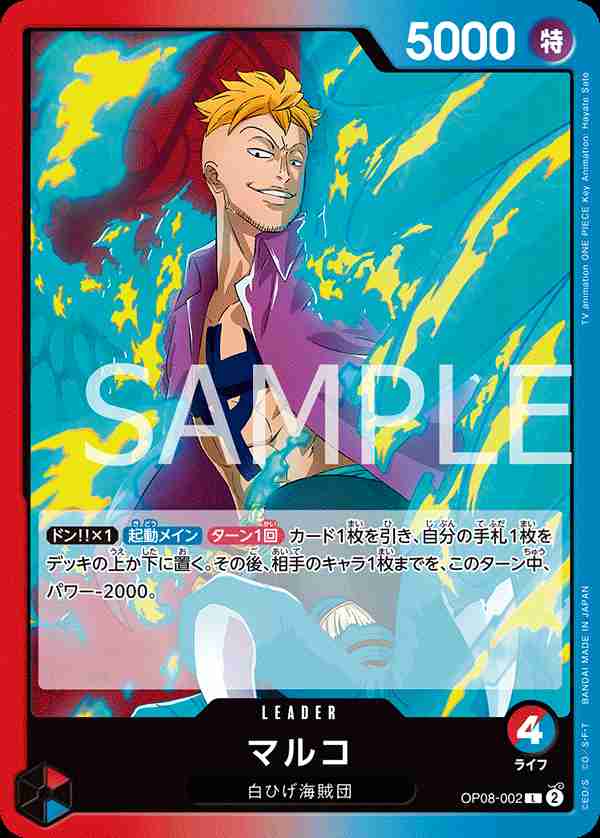 5000 特
TV animation ONE PIECE Key Animation: Hayate Sato
SAMPLE
ドン!!×1 起動メイン ターン1回 カード1枚を引き、自分の手札1枚を
デッキの上か下に置く。その後、相手のキャラ1枚までを、このターン中、
パワー-2000。
©E.O/S ©O/S・F・T BANDAI MADE IN JAPAN
LEADER
マルコ
白ひげ海賊団
4
ライフ
OP08-002 L 2